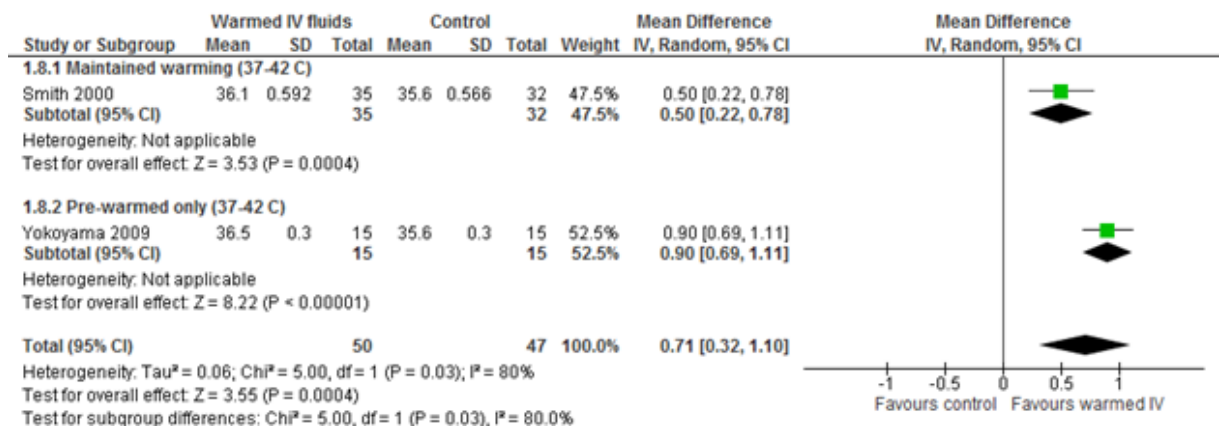 Warmed IV fluids Control Mean Difference Mean Difference
Study or Subgroup Mean SD Total Mean SD Total Weight IV, Random, 95% CI IV, Random, 95% CI
1.8.1 Maintained warming (37-42 C)
Smith 2000 36.1 0.592 35 35.6 0.566 32 47.5% 0.50 [0.22, 0.78]
Subtotal (95% CI) 35 32 47.5% 0.50 [0.22, 0.78]
Heterogeneity: Not applicable
Test for overall effect: Z = 3.53 (P = 0.0004)
1.8.2 Pre-warmed only (37-42 C)
Yokoyama 2009 36.5 0.3 15 35.6 0.3 15 52.5% 0.90 [0.69, 1.11]
Subtotal (95% CI) 15 15 52.5% 0.90 [0.69, 1.11]
Heterogeneity: Not applicable
Test for overall effect: Z = 8.22 (P < 0.00001)
Total (95% CI) 50 47 100.0% 0.71 [0.32, 1.10]
Heterogeneity: Tau² = 0.06; Chi² = 5.00, df = 1 (P = 0.03); I² = 80%
Test for overall effect: Z = 3.55 (P = 0.0004)
Test for subgroup differences: Chi² = 5.00, df = 1 (P = 0.03), I² = 80.0%
-1 -0.5 0 0.5 1
Favours control Favours warmed IV